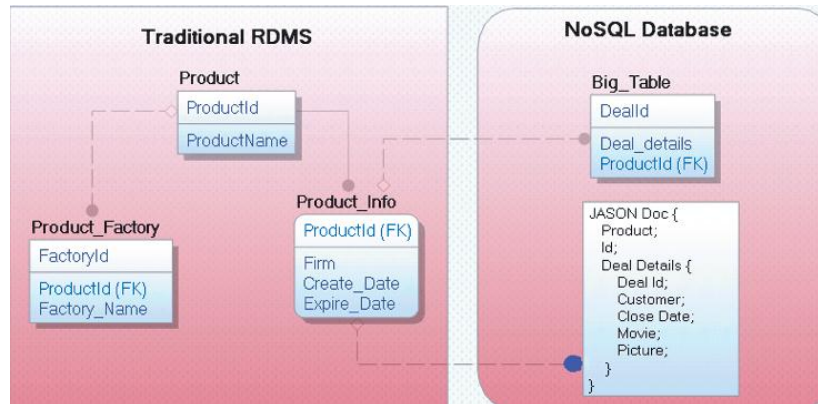 Traditional RDMS
Product
ProductId
ProductName
Product_Factory
FactoryId
ProductId (FK)
Factory_Name
Product_Info
ProductId (FK)
Firm
Create_Date
Expire_Date
NoSQL Database
Big_Table
DealId
Deal_details
ProductId (FK)
JASON Doc {
Product;
Id;
Deal Details {
Deal Id;
Customer;
Close Date;
Movie;
Picture;
}
}